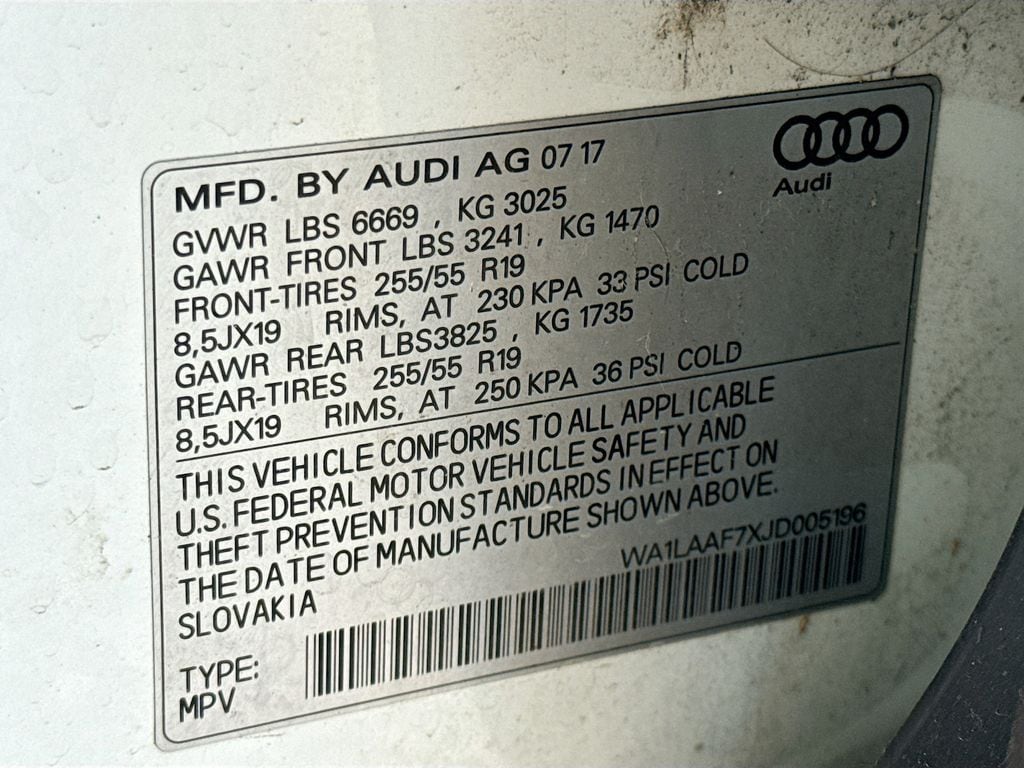 MFD. BY AUDI AG 07 17
Audi
GVWR LBS 6669 , KG 3025
GAWR FRONT LBS 3241 , KG 1470
FRONT-TIRES 255/55 R19
8,5JX19 RIMS, AT 230 KPA 33 PSI COLD
GAWR REAR LBS3825 , KG 1735
REAR-TIRES 255/55 R19
8,5JX19 RIMS, AT 250 KPA 36 PSI COLD
THIS VEHICLE CONFORMS TO ALL APPLICABLE
U.S. FEDERAL MOTOR VEHICLE SAFETY AND
THEFT PREVENTION STANDARDS IN EFFECT ON
THE DATE OF MANUFACTURE SHOWN ABOVE.
SLOVAKIA
WA1LAAF7XJD005196
TYPE:
MPV